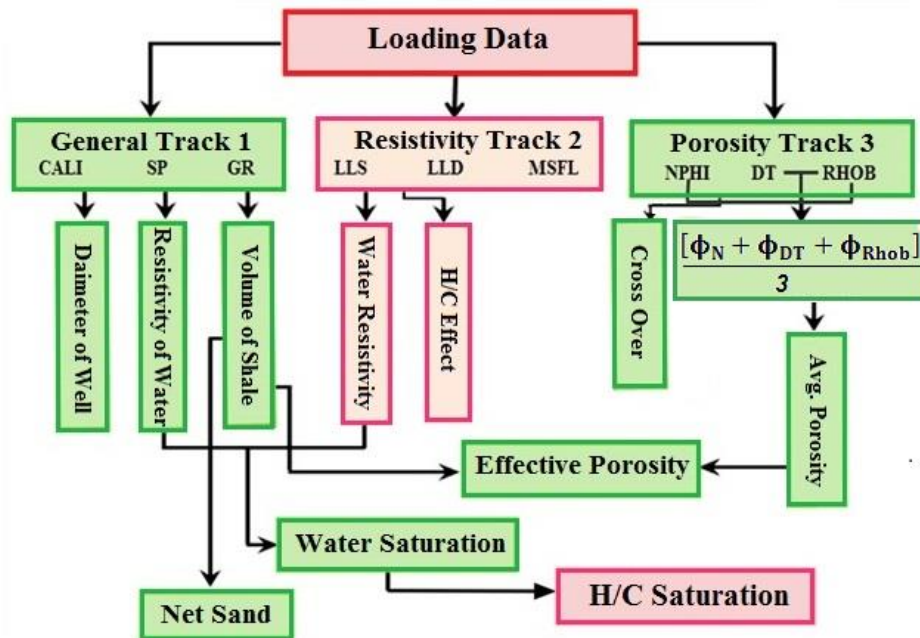 Loading Data
General Track 1
CALI SP GR
Resistivity Track 2
LLS LLD MSFL
Porosity Track 3
NPHI DT RHOB
Daimeter of Well
Resistivity of Water
Volume of Shale
Water Resistivity
H/C Effect
Cross Over
[ϕN + ϕDT + ϕRhob]
3
Avg. Porosity
Effective Porosity
Water Saturation
H/C Saturation
Net Sand